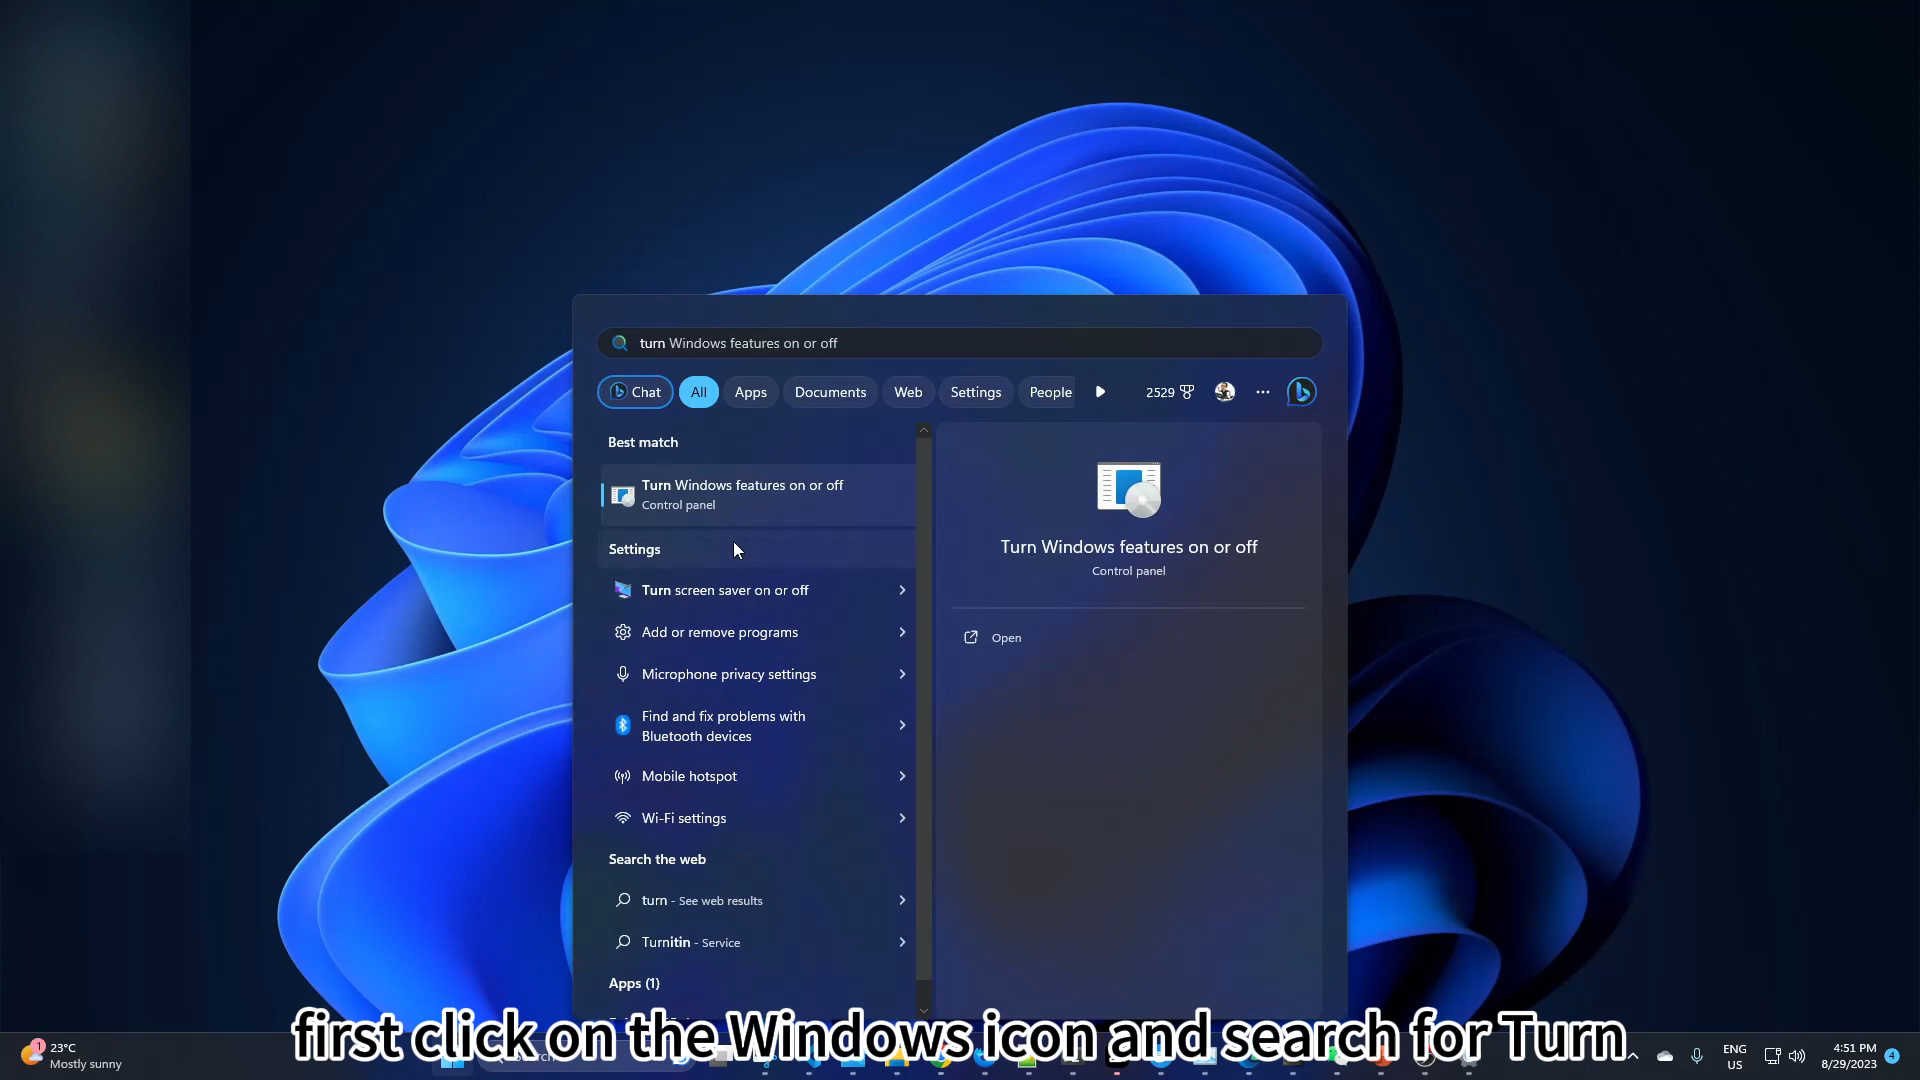 turn Windows features on or off
Chat
All
Apps
Documents
Web
Settings
People
2529
Best match
Turn Windows features on or off
Control panel
Settings
Turn screen saver on or off
Add or remove programs
Microphone privacy settings
Find and fix problems with
Bluetooth devices
Mobile hotspot
Wi-Fi settings
Search the web
turn - See web results
Turnitin - Service
Apps (1)
Turn Windows features on or off
Control panel
Open
first click on the Windows icon and search for Turn
1
23°C
Mostly sunny
ENG
US
4:51 PM
8/29/2023
4